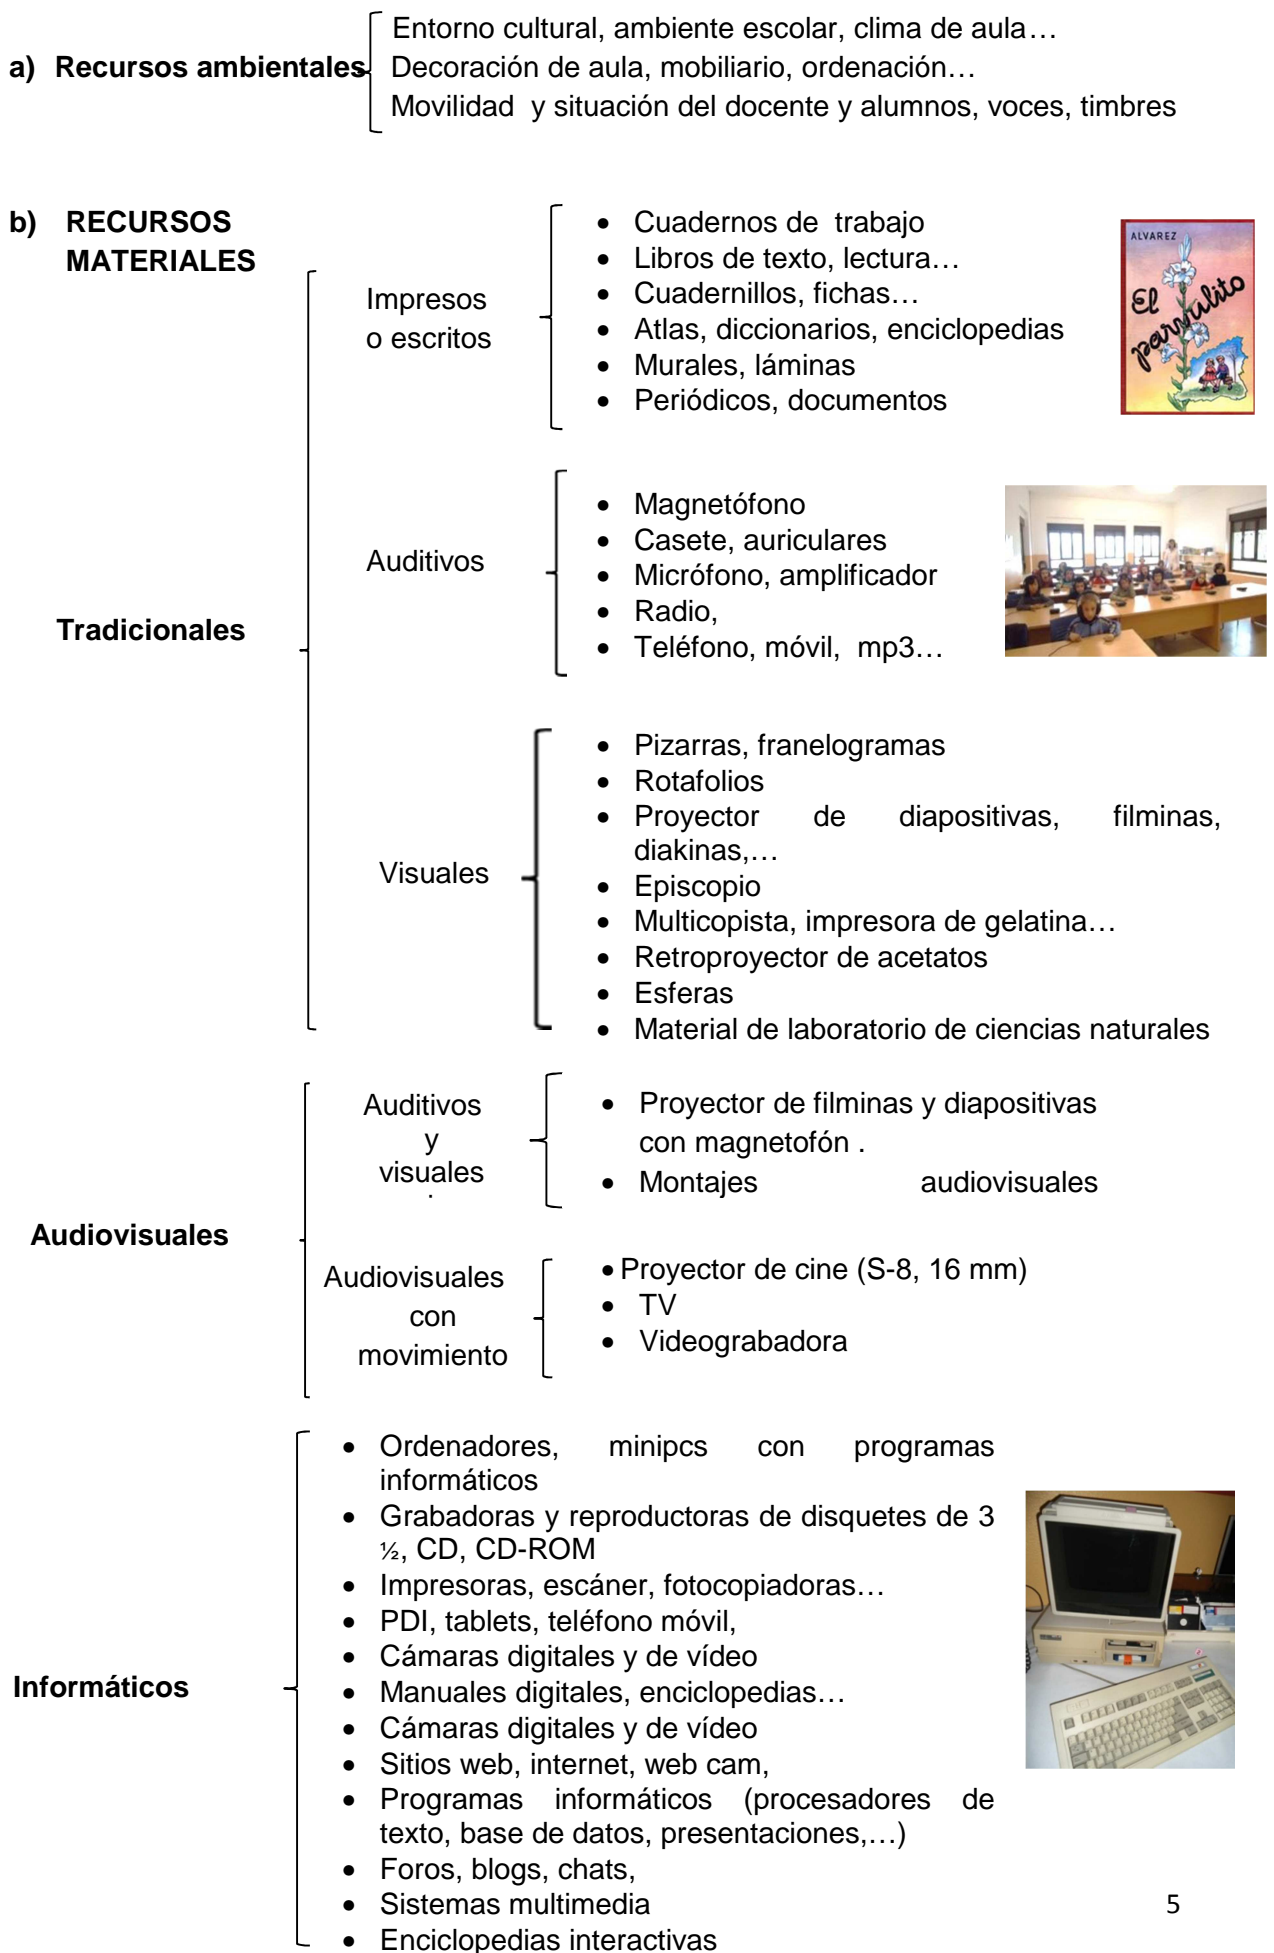 Entorno cultural, ambiente escolar, clima de aula…
a) Recursos ambientales
Decoración de aula, mobiliario, ordenación…
Movilidad y situación del docente y alumnos, voces, timbres
b) RECURSOS
MATERIALES
Impresos
o escritos
• Cuadernos de trabajo
• Libros de texto, lectura…
• Cuadernillos, fichas…
• Atlas, diccionarios, enciclopedias
• Murales, láminas
• Periódicos, documentos
ALVAREZ
El
parvulito
Tradicionales
Auditivos
• Magnetófono
• Casete, auriculares
• Micrófono, amplificador
• Radio,
• Teléfono, móvil, mp3…
Visuales
• Pizarras, franelogramas
• Rotafolios
• Proyector de diapositivas, filminas,
diakinas,…
• Episcopio
• Multicopista, impresora de gelatina…
• Retroproyector de acetatos
• Esferas
• Material de laboratorio de ciencias naturales
Audiovisuales
Auditivos
y
visuales
.
• Proyector de filminas y diapositivas
con magnetofón .
• Montajes audiovisuales
Audiovisuales
con
movimiento
• Proyector de cine (S-8, 16 mm)
• TV
• Videograbadora
Informáticos
• Ordenadores, minipcs con programas
informáticos
• Grabadoras y reproductoras de disquetes de 3
½, CD, CD-ROM
• Impresoras, escáner, fotocopiadoras…
• PDI, tablets, teléfono móvil,
• Cámaras digitales y de vídeo
• Manuales digitales, enciclopedias…
• Cámaras digitales y de vídeo
• Sitios web, internet, web cam,
• Programas informáticos (procesadores de
texto, base de datos, presentaciones,…)
• Foros, blogs, chats,
• Sistemas multimedia
• Enciclopedias interactivas
5